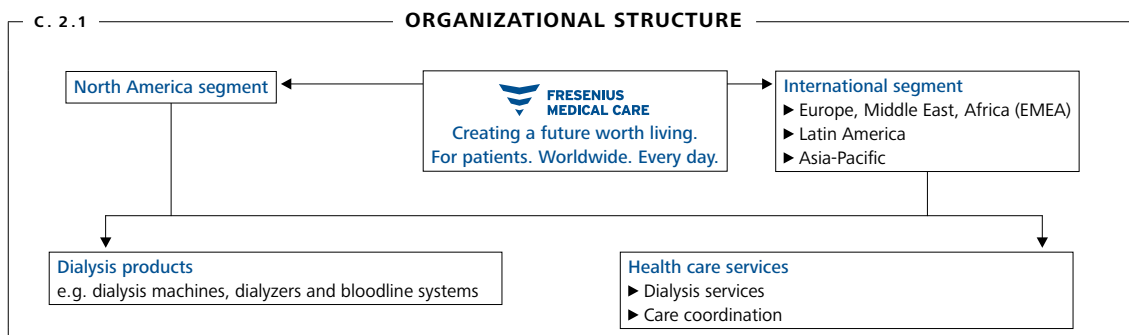 C. 2.1
ORGANIZATIONAL STRUCTURE
North America segment
FRESENIUS
MEDICAL CARE
Creating a future worth living.
For patients. Worldwide. Every day.
International segment
▶ Europe, Middle East, Africa (EMEA)
▶ Latin America
▶ Asia-Pacific
Dialysis products
e.g. dialysis machines, dialyzers and bloodline systems
Health care services
▶ Dialysis services
▶ Care coordination